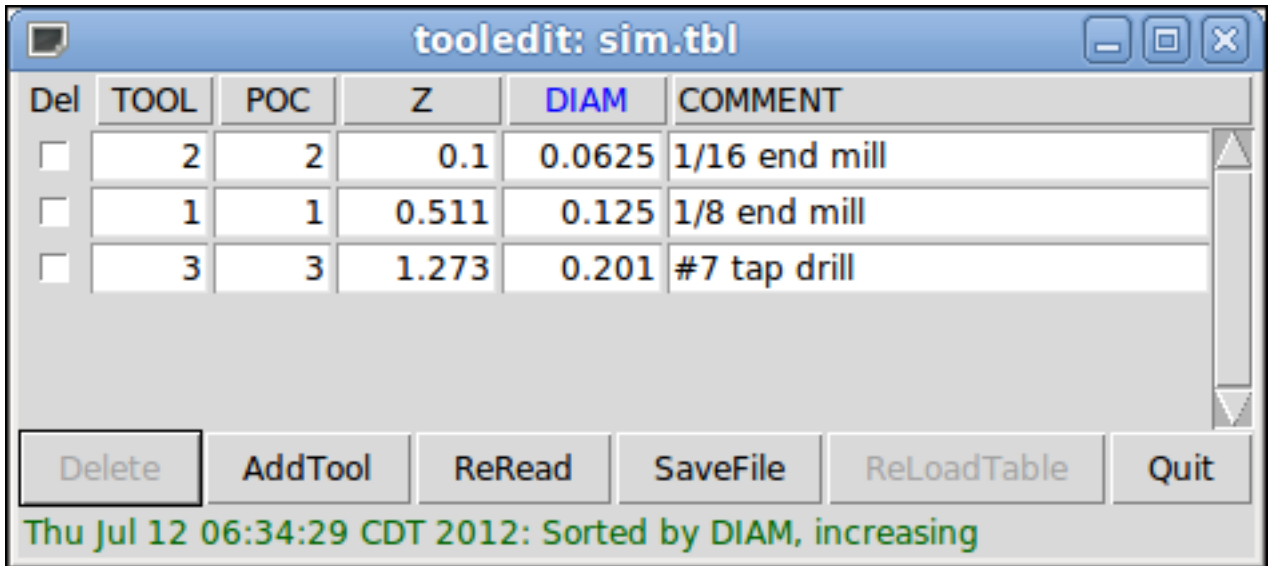 tooledit: sim.tbl
Del TOOL POC Z DIAM COMMENT
2 2 0.1 0.0625 1/16 end mill
1 1 0.511 0.125 1/8 end mill
3 3 1.273 0.201 #7 tap drill
Delete AddTool ReRead SaveFile ReLoadTable Quit
Thu Jul 12 06:34:29 CDT 2012: Sorted by DIAM, increasing